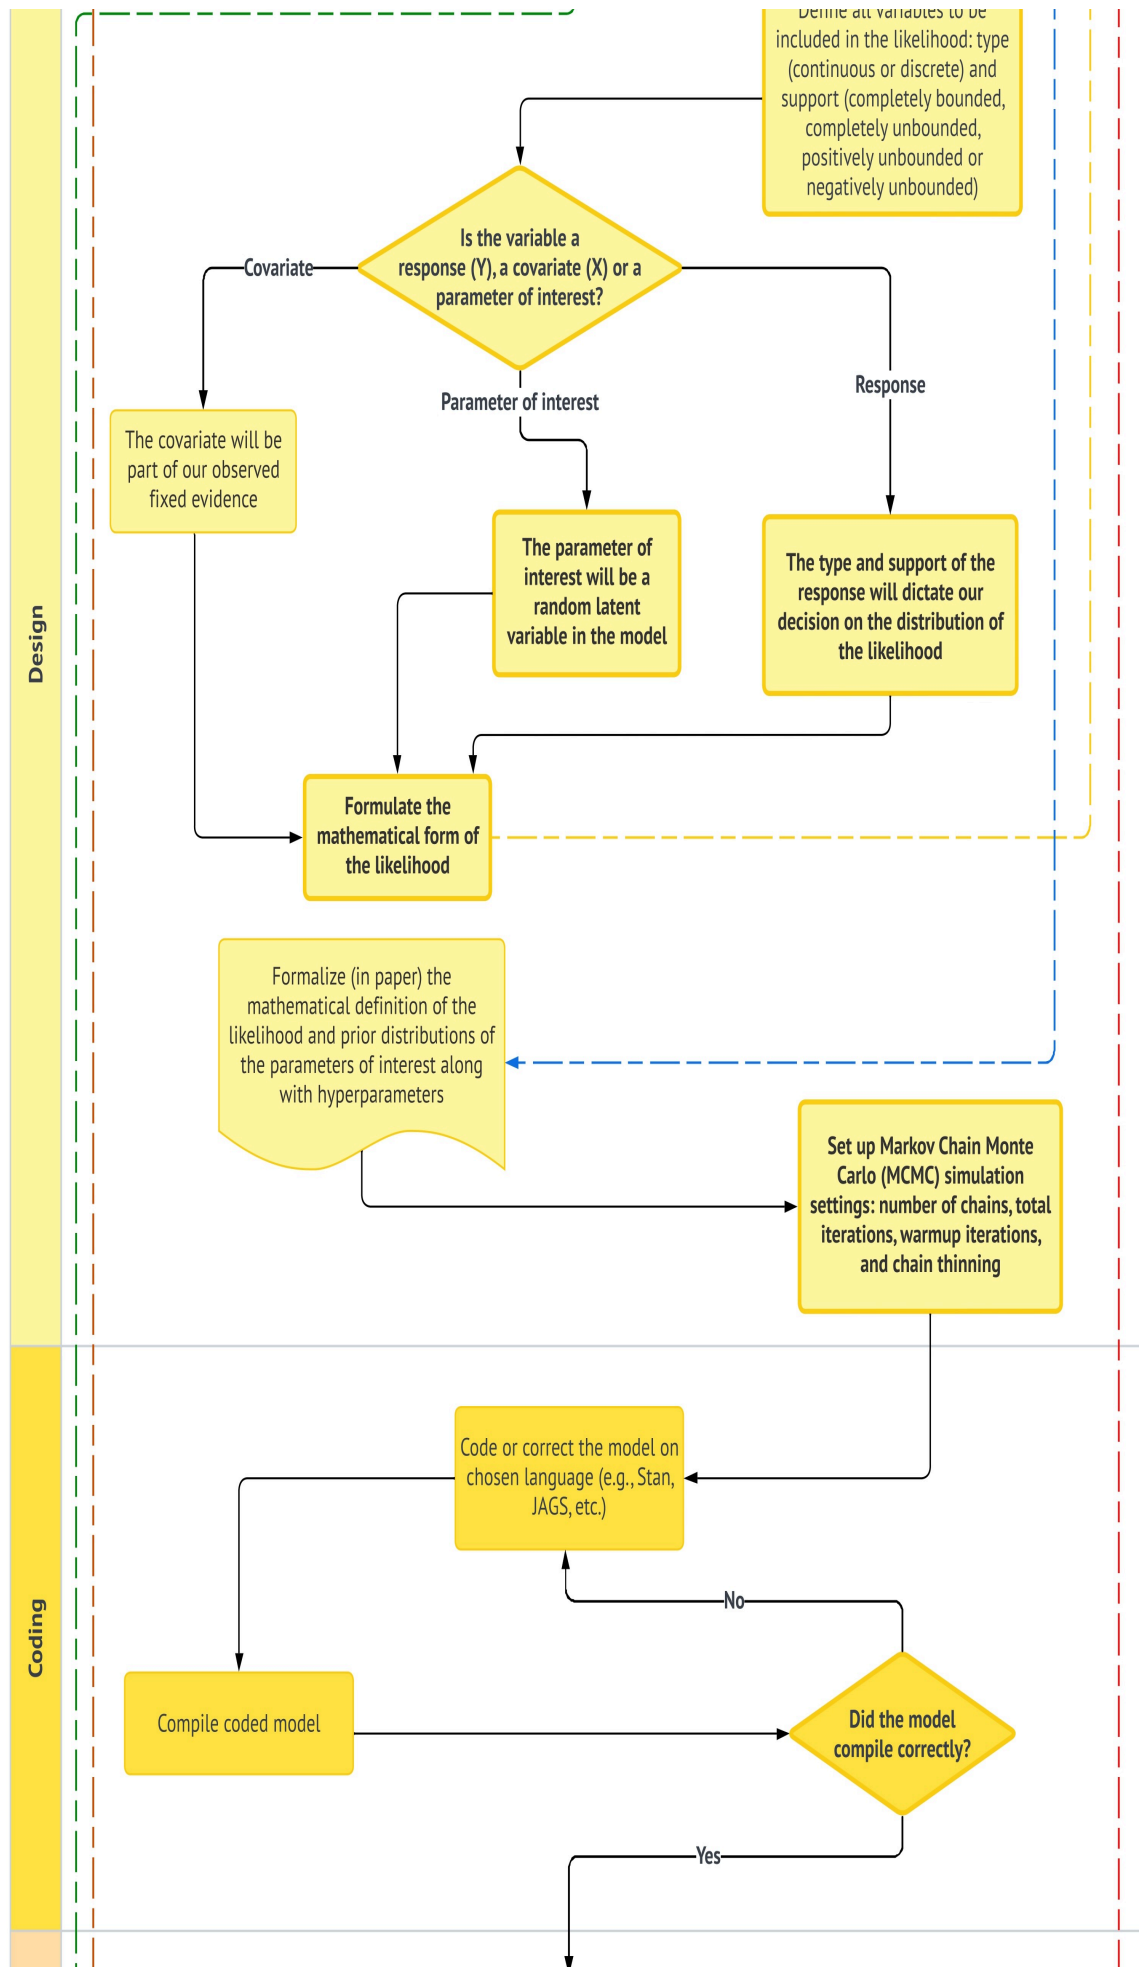 Define all variables to be
included in the likelihood: type
(continuous or discrete) and
support (completely bounded,
completely unbounded,
positively unbounded or
negatively unbounded)
Is the variable a
response (Y), a covariate (X) or a
parameter of interest?
Covariate
Parameter of interest
Response
The covariate will be
part of our observed
fixed evidence
The parameter of
interest will be a
random latent
variable in the model
The type and support of the
response will dictate our
decision on the distribution of
the likelihood
Design
Formulate the
mathematical form of
the likelihood
Formalize (in paper) the
mathematical definition of the
likelihood and prior distributions of
the parameters of interest along
with hyperparameters
Set up Markov Chain Monte
Carlo (MCMC) simulation
settings: number of chains, total
iterations, warmup iterations,
and chain thinning
Code or correct the model on
chosen language (e.g., Stan,
JAGS, etc.)
No
Coding
Compile coded model
Did the model
compile correctly?
Yes